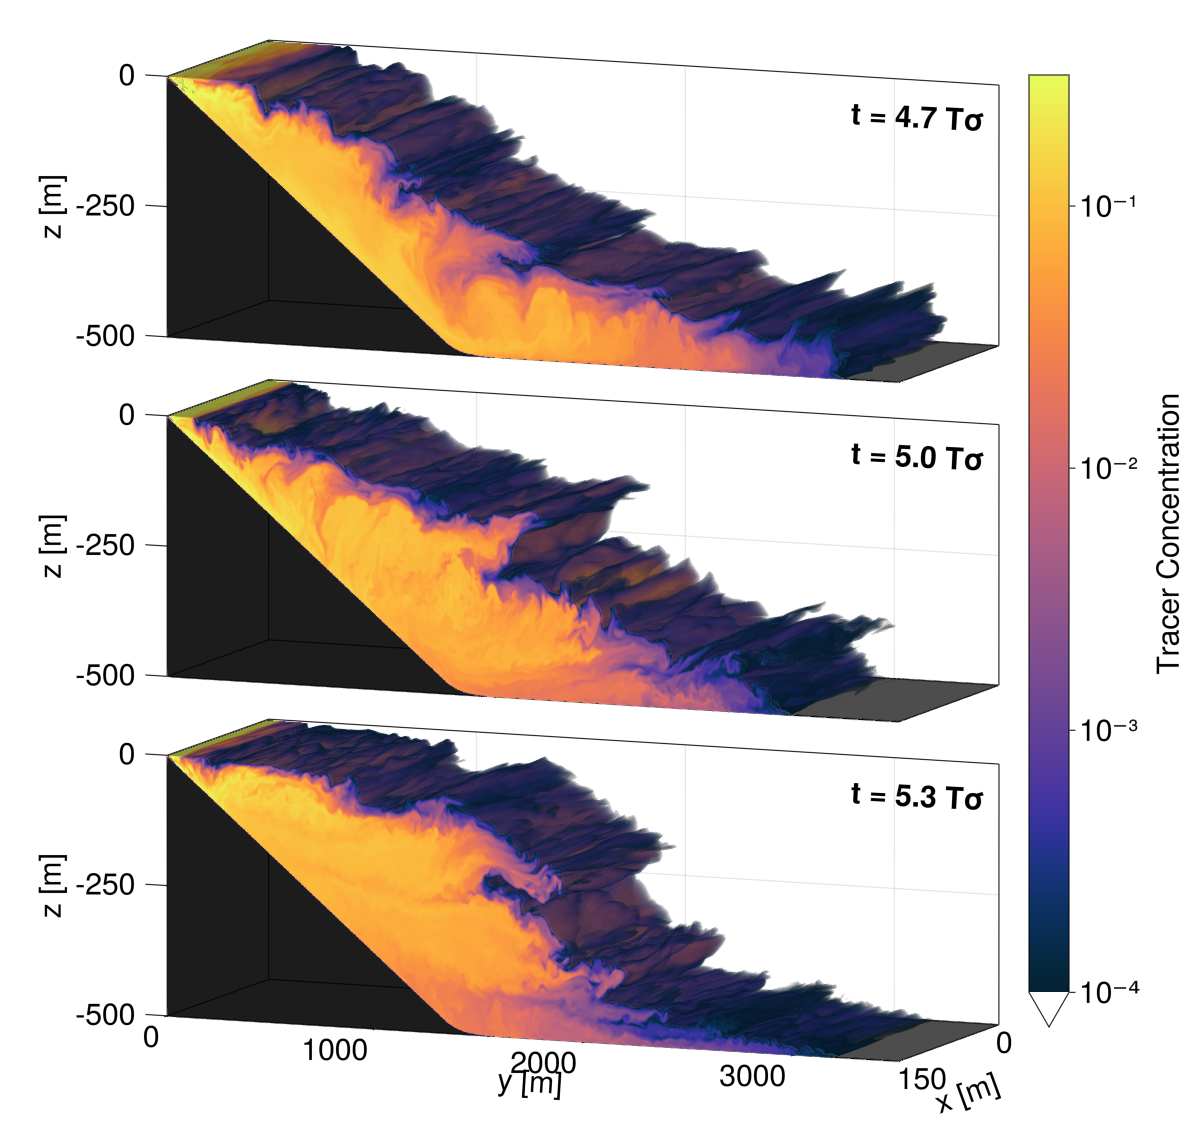 t = 4.7 Tσ
0
-250
-500
z [m]
t = 5.0 Tσ
0
-250
-500
z [m]
t = 5.3 Tσ
0
-250
-500
z [m]
0
1000
2000
3000
y [m]
150
0
x [m]
10⁻¹
10⁻²
10⁻³
10⁻⁴
Tracer Concentration